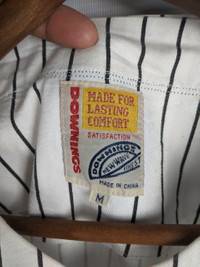 DOWNINGS
MADE FOR
LASTING
COMFORT
SATISFACTION
DOWNINGS
NEW WAVE
MADE IN CHINA
M